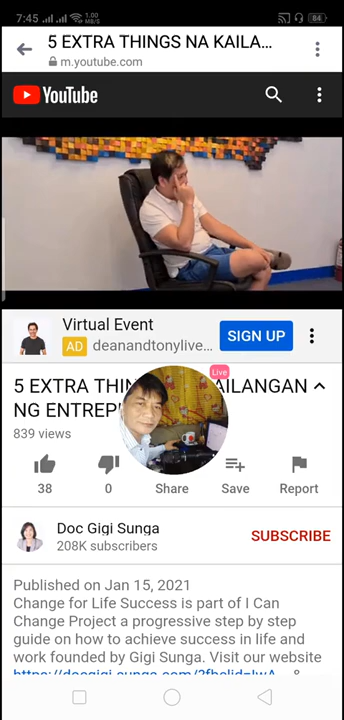 7:45
1.00
MB/S
84
5 EXTRA THINGS NA KAILA...
m.youtube.com
YouTube
Virtual Event
SIGN UP
AD deanandtonylive...
Live
5 EXTRA THIN AILANGAN
NG ENTREP
839 views
38 0 Share Save Report
Doc Gigi Sunga
208K subscribers
SUBSCRIBE
Published on Jan 15, 2021
Change for Life Success is part of I Can
Change Project a progressive step by step
guide on how to achieve success in life and
work founded by Gigi Sunga. Visit our website